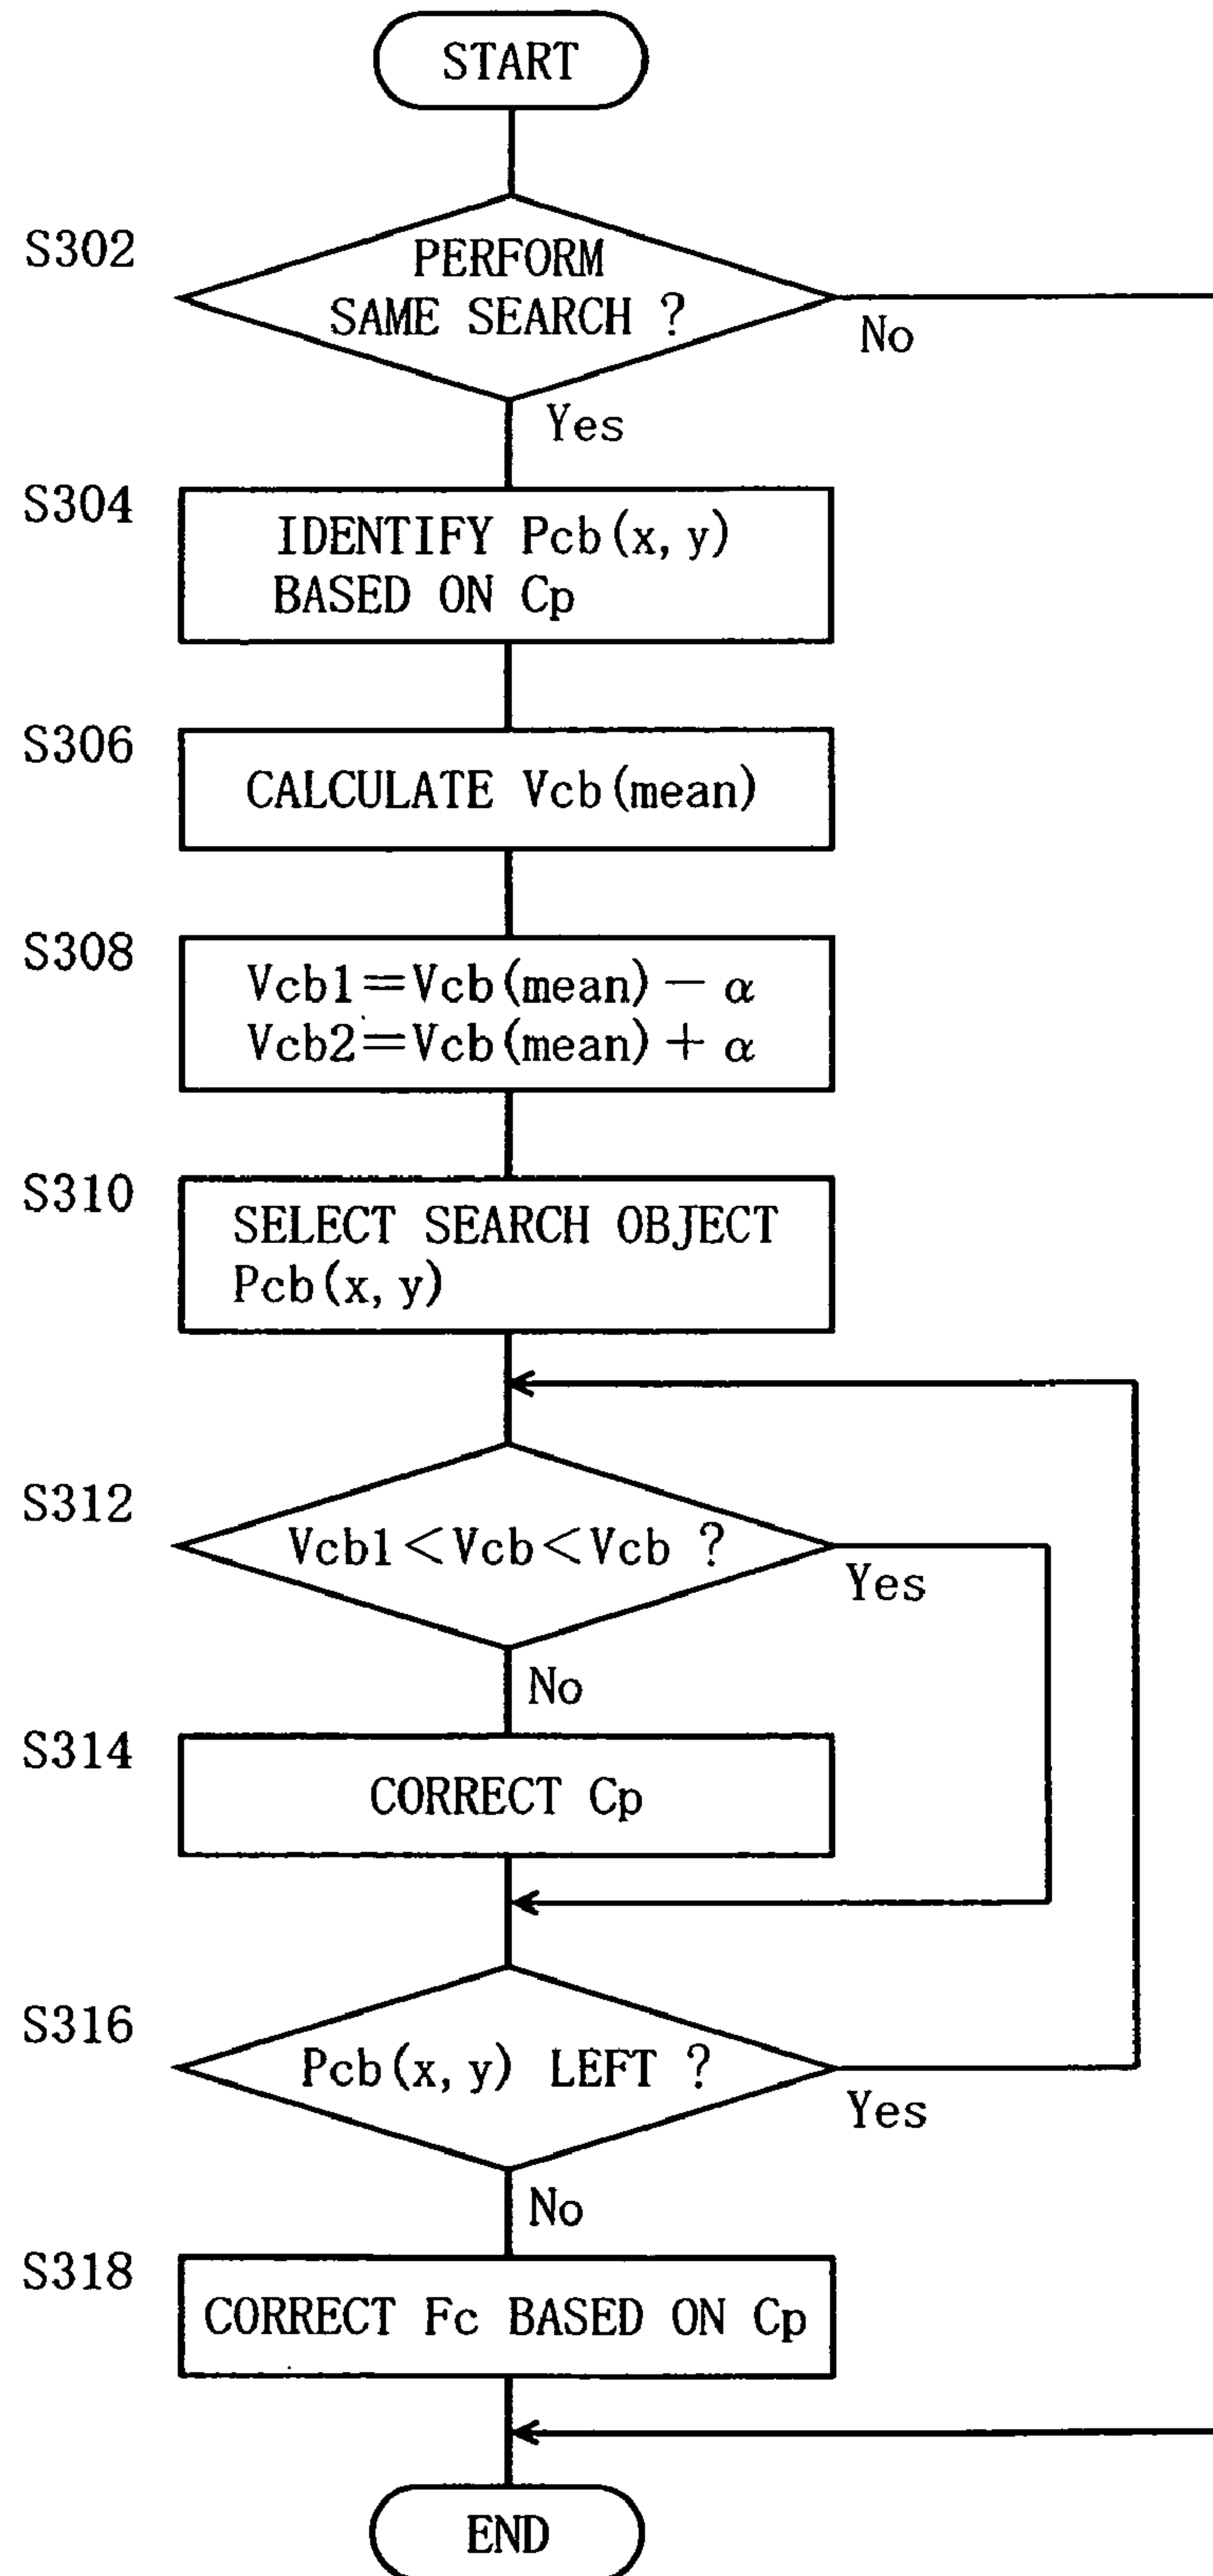 START
S302
PERFORM
SAME SEARCH ?
No
Yes
S304
IDENTIFY Pcb(x, y)
BASED ON Cp
S306
CALCULATE Vcb(mean)
S308
Vcb1=Vcb(mean)− α
Vcb2=Vcb(mean)+ α
S310
SELECT SEARCH OBJECT
Pcb(x, y)
S312
Vcb1<Vcb<Vcb ?
Yes
No
S314
CORRECT Cp
S316
Pcb(x, y) LEFT ?
Yes
No
S318
CORRECT Fc BASED ON Cp
END